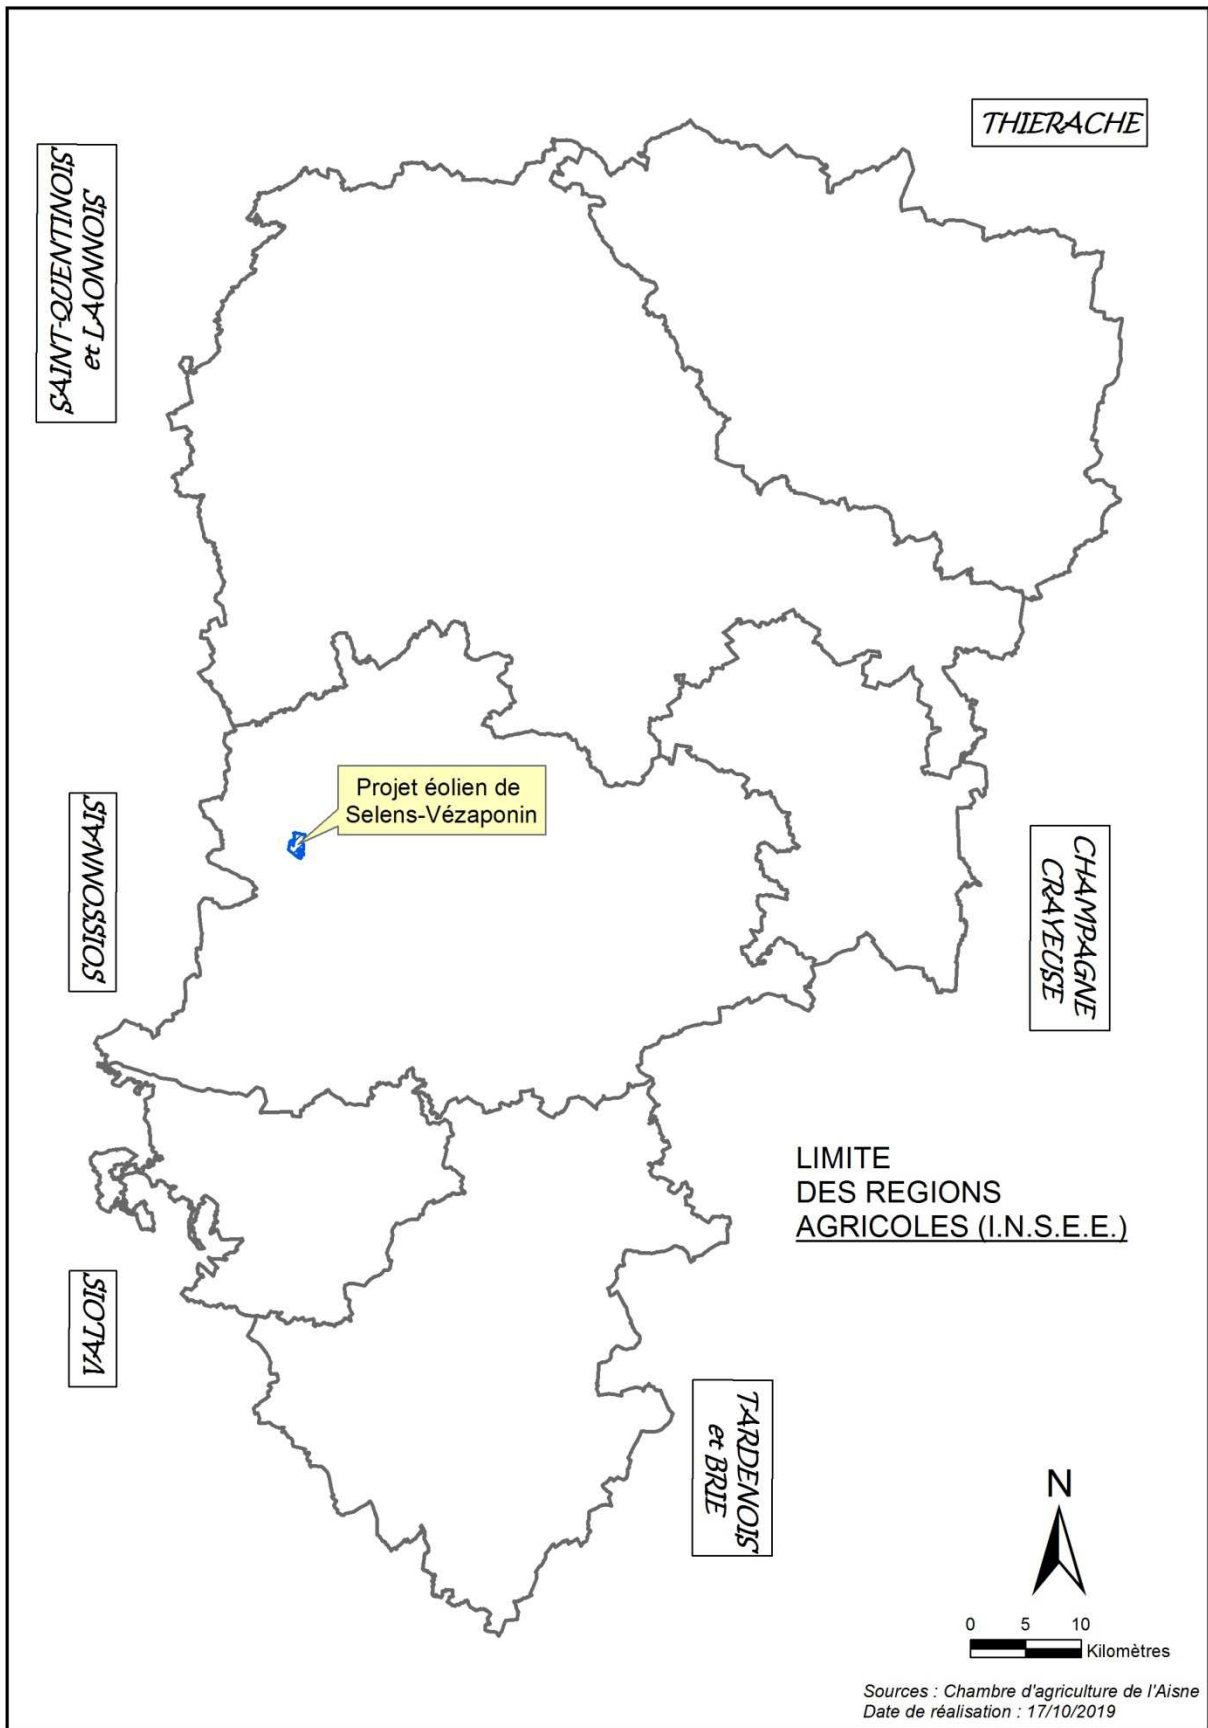 THIERACHE
SAINT-QUENTINOIS
et LAONNOIS
Projet éolien de
Selens-Vézaponin
SOISSONNAIS
CHAMPAGNE
CRAYEUSE
LIMITE
DES REGIONS
AGRICOLES (I.N.S.E.E.)
VALOIS
TARDENOIS
et BRIE
N
0 5 10
Kilomètres
Sources : Chambre d'agriculture de l'Aisne
Date de réalisation : 17/10/2019